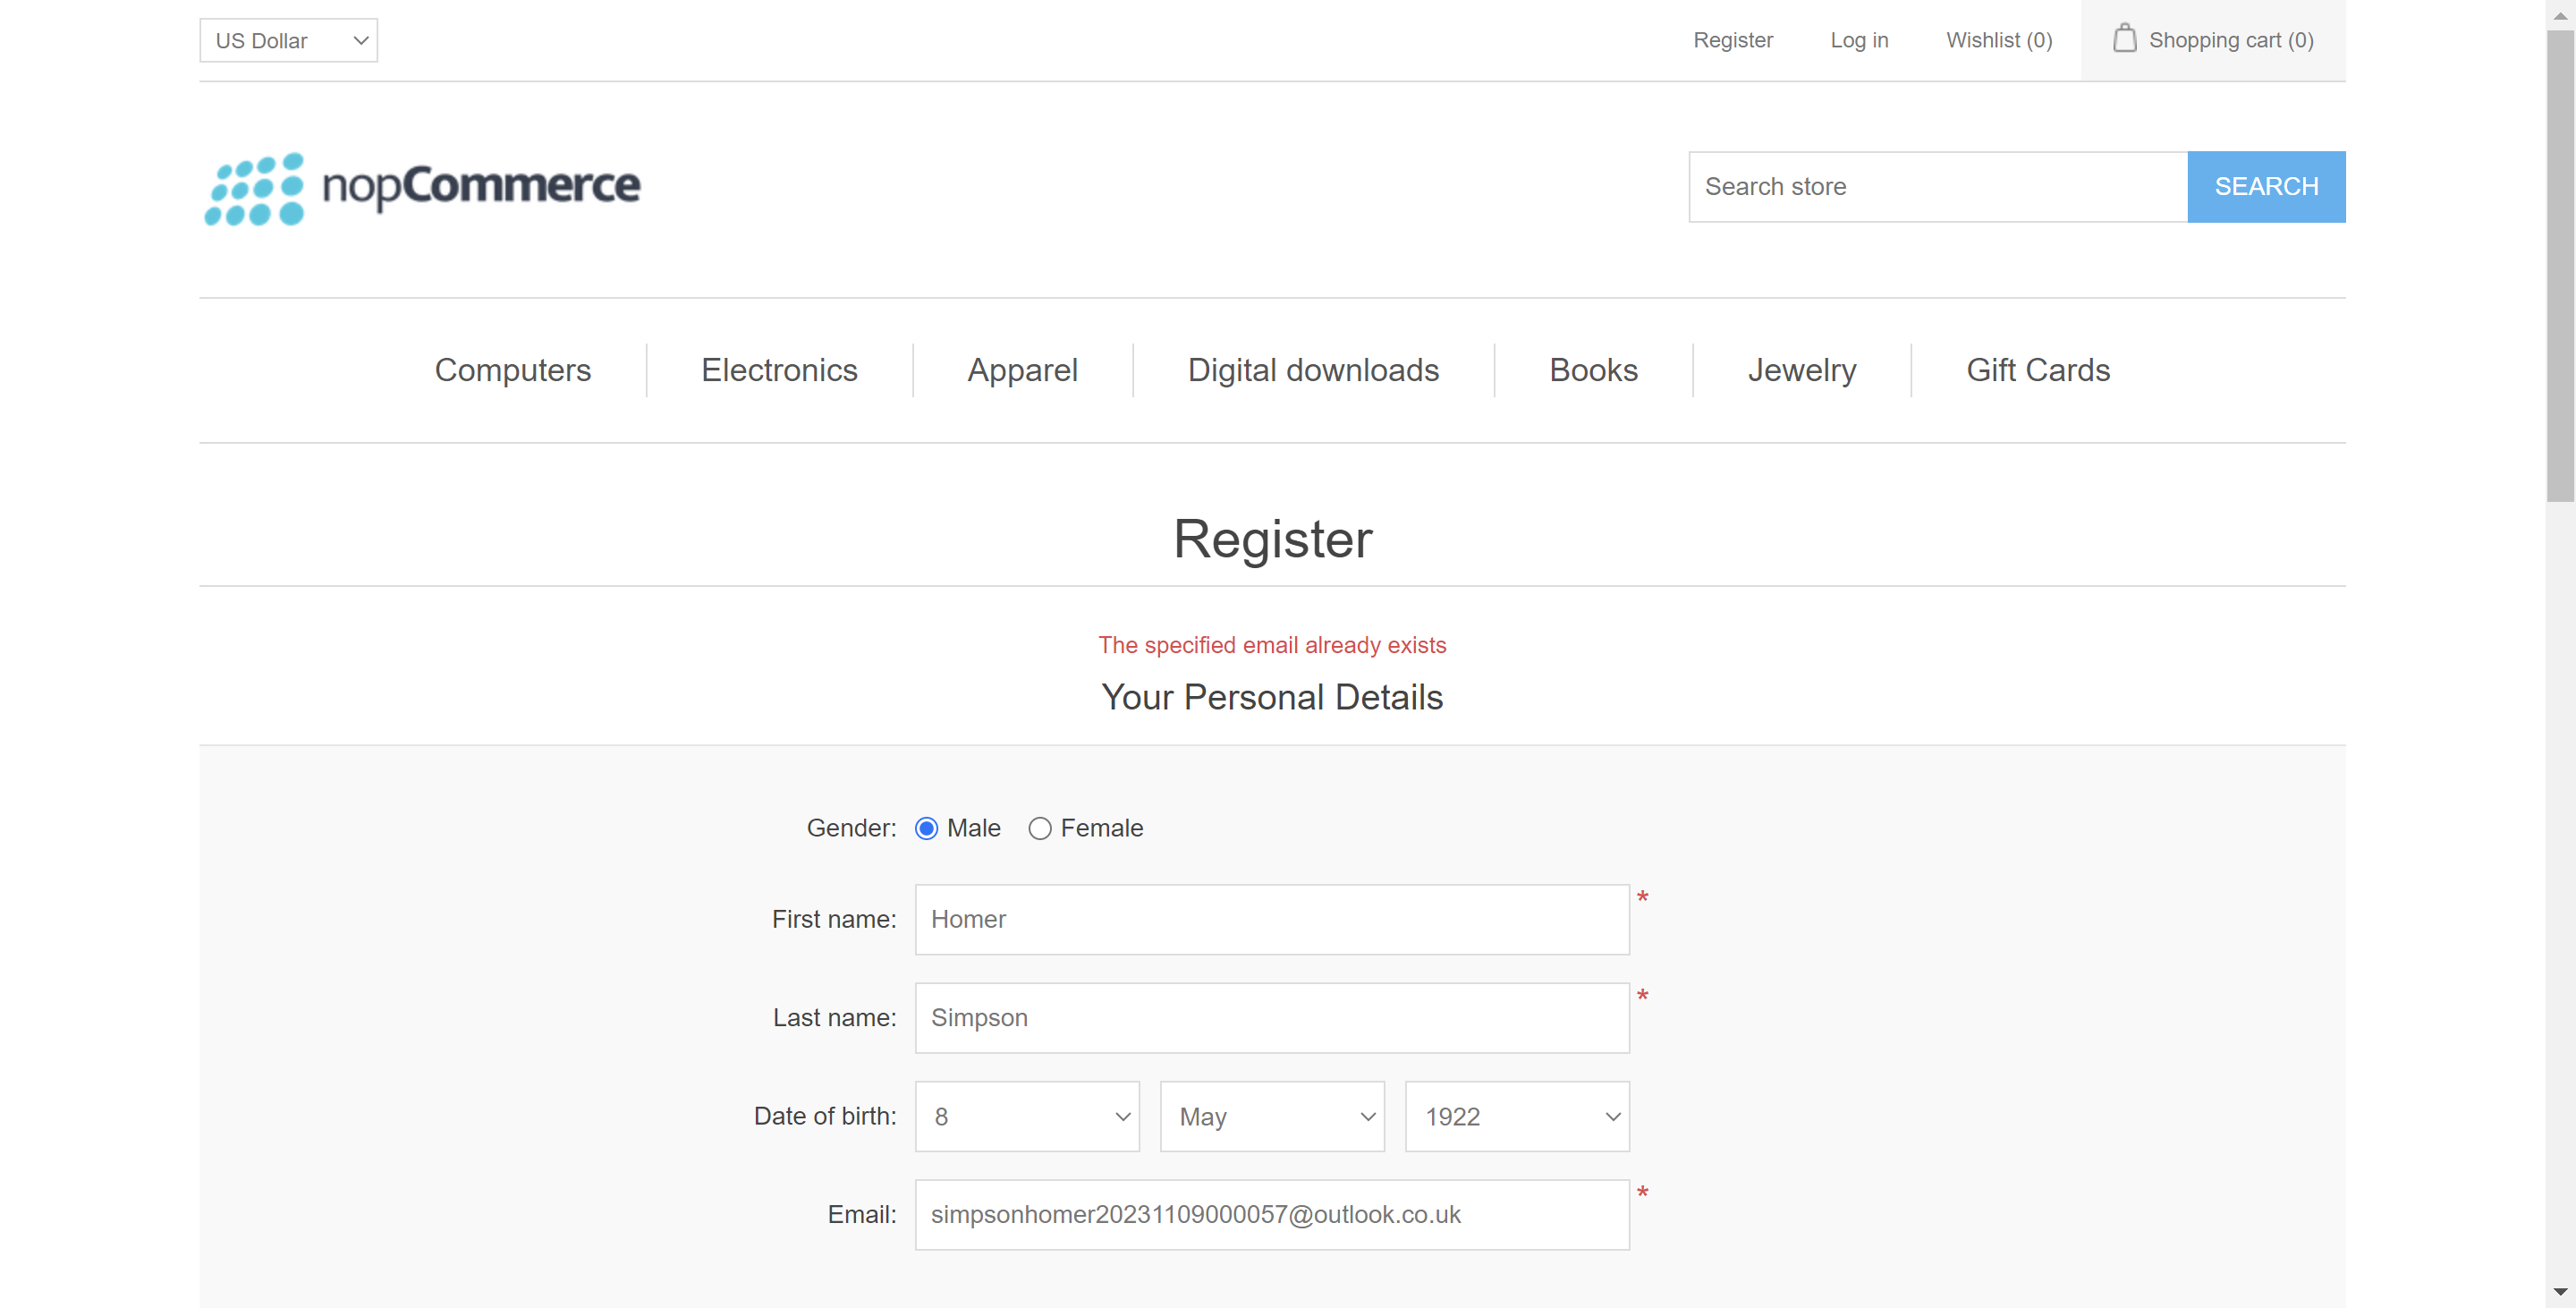 US Dollar
Register Log in Wishlist (0) Shopping cart (0)
nopCommerce
Search store SEARCH
Computers Electronics Apparel Digital downloads Books Jewelry Gift Cards
Register
The specified email already exists
Your Personal Details
Gender: Male Female
First name: Homer *
Last name: Simpson *
Date of birth: 8 May 1922
Email: simpsonhomer20231109000057@outlook.co.uk *